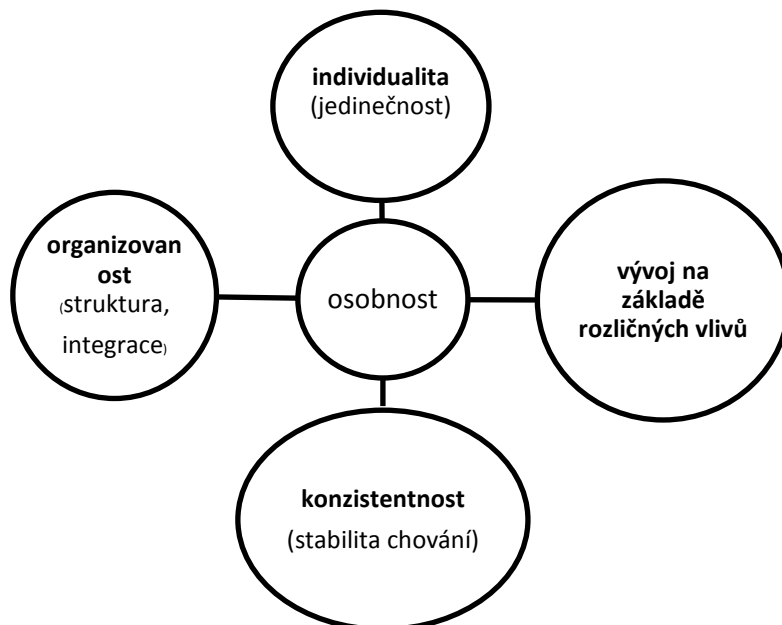 individualita
(jedinečnost)
organizovan
ost
(struktura,
integrace)
osobnost
vývoj na
základě
rozličných vlivů
konzistentnost
(stabilita chování)